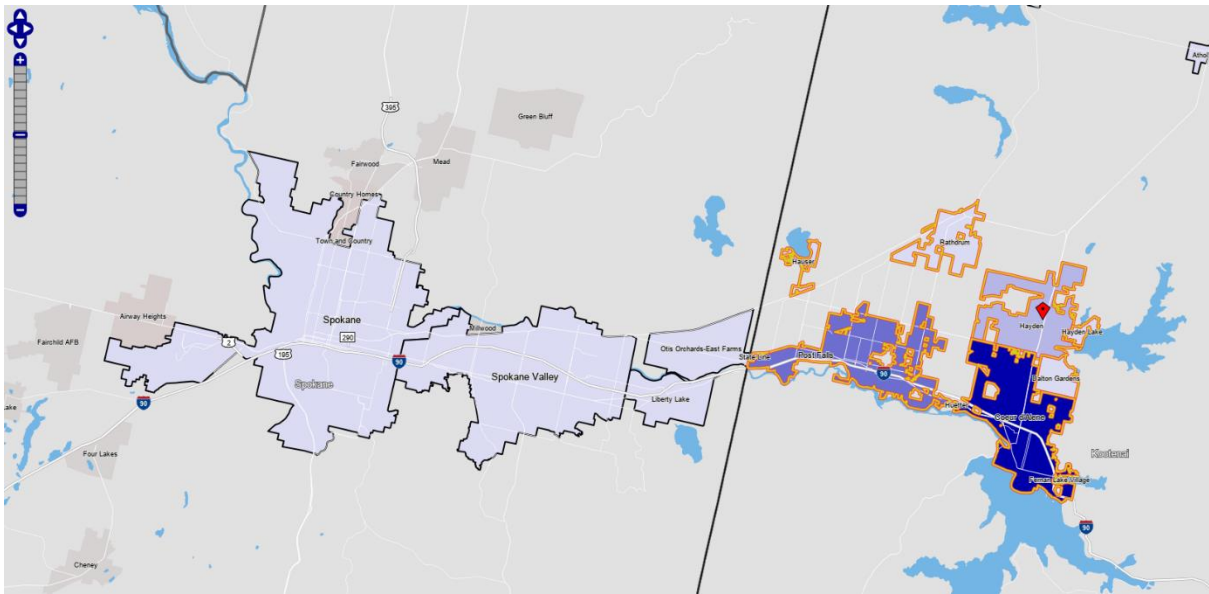 Athol
395
Green Bluff
Fairwood
Mead
Country Homes
Town and Country
Rathdrum
Hauser
Airway Heights
Spokane
290
Millwood
Hayden
Hayden Lake
2
Fairchild AFB
195
90
Otis Orchards-East Farms
State Line
Post Falls
Spokane Valley
90
Dalton Gardens
Spokane
Liberty Lake
Huetter
90
Coeur d'Alene
Four Lakes
Kootenai
Fernan Lake Village
Lake
90
Cheney